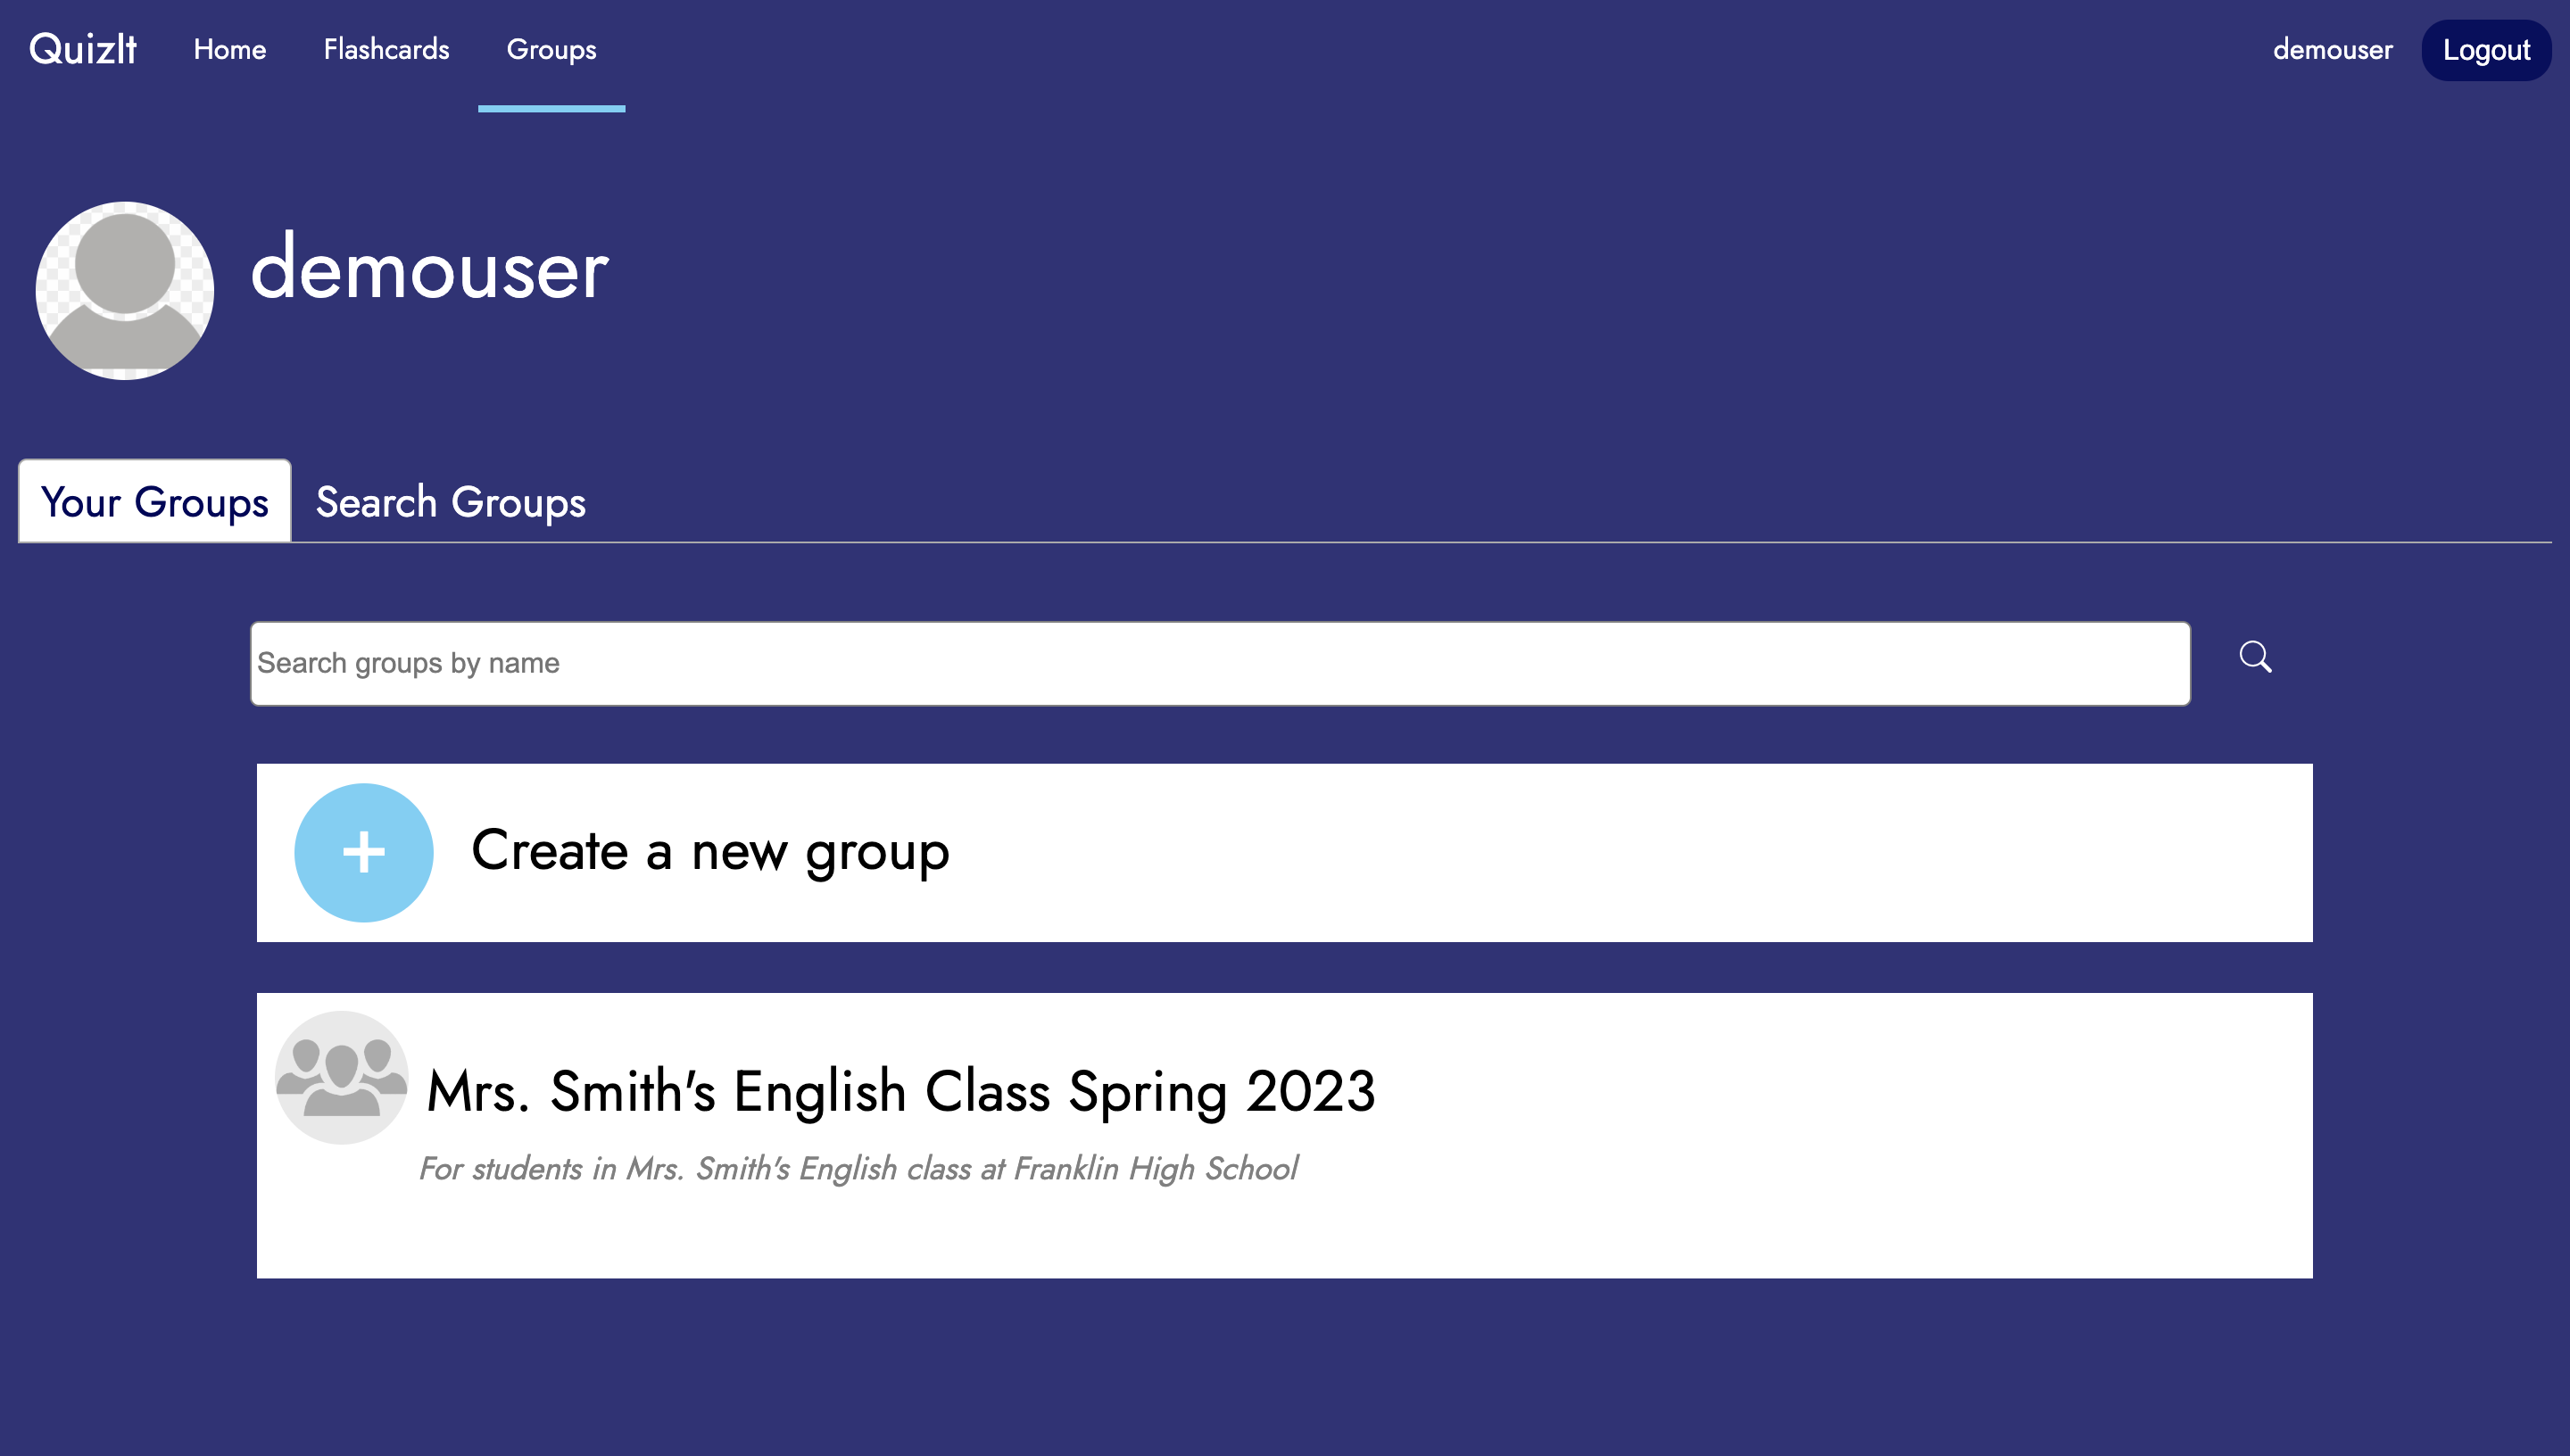 QuizIt Home Flashcards Groups demouser Logout
demouser
Your Groups Search Groups
Search groups by name
+ Create a new group
Mrs. Smith's English Class Spring 2023
For students in Mrs. Smith's English class at Franklin High School